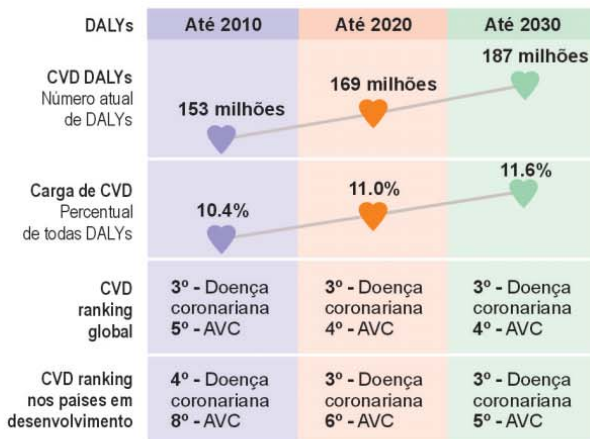 DALYs Até 2010 Até 2020 Até 2030
CVD DALYs
Número atual
de DALYs
153 milhões
169 milhões
187 milhões
Carga de CVD
Percentual
de todas DALYs
10.4%
11.0%
11.6%
CVD
ranking
global
3º - Doença
coronariana
5º - AVC
3º - Doença
coronariana
4º - AVC
3º - Doença
coronariana
4º - AVC
CVD ranking
nos países em
desenvolvimento
4º - Doença
coronariana
8º - AVC
3º - Doença
coronariana
6º - AVC
3º - Doença
coronariana
5º - AVC